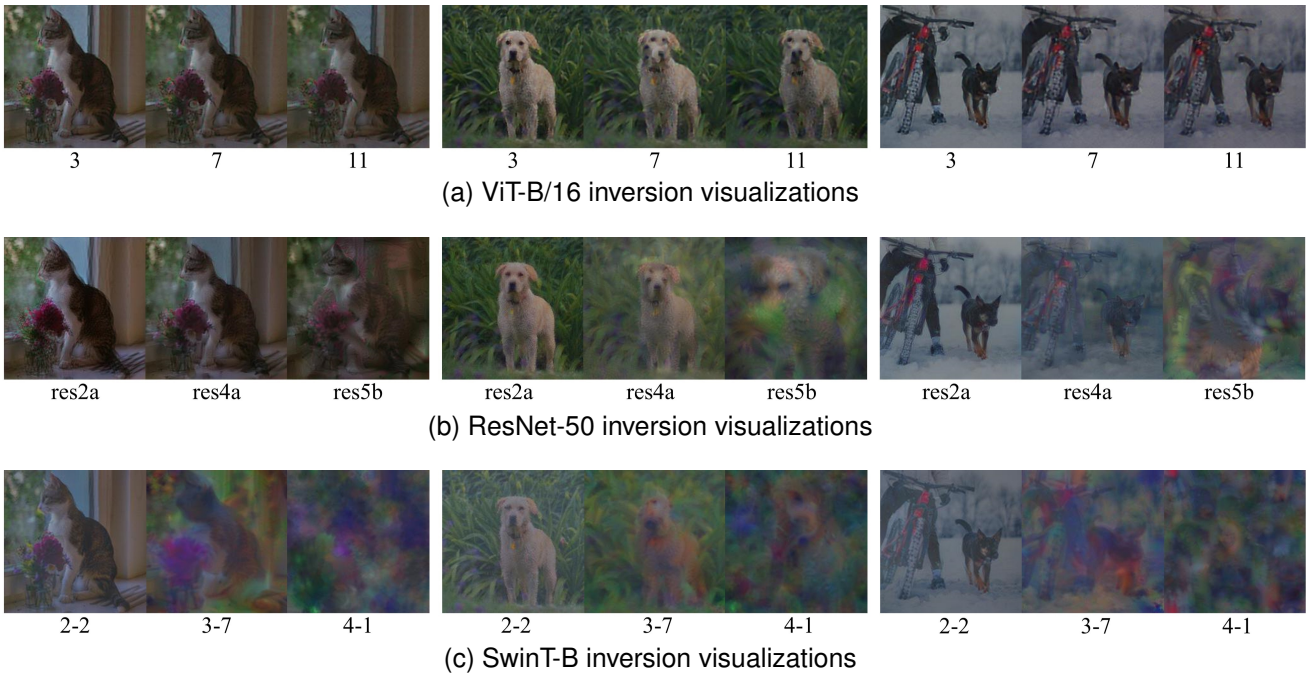 3 7 11 3 7 11 3 7 11
(a) ViT-B/16 inversion visualizations
res2a res4a res5b res2a res4a res5b res2a res4a res5b
(b) ResNet-50 inversion visualizations
2-2 3-7 4-1 2-2 3-7 4-1 2-2 3-7 4-1
(c) SwinT-B inversion visualizations